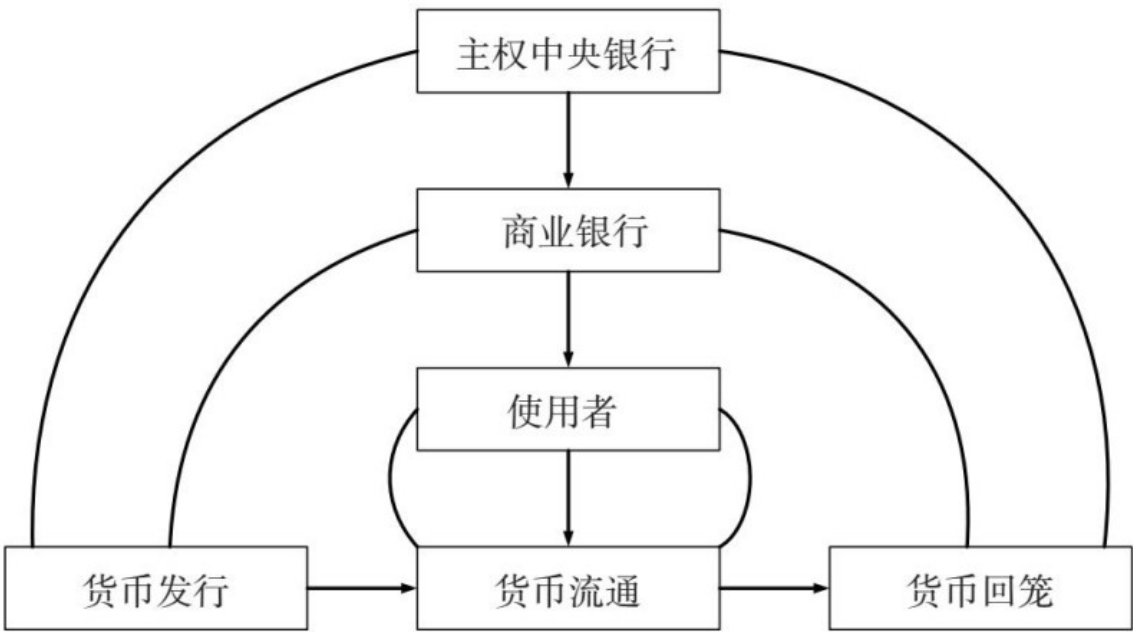 主权中央银行
商业银行
使用者
货币发行
货币流通
货币回笼